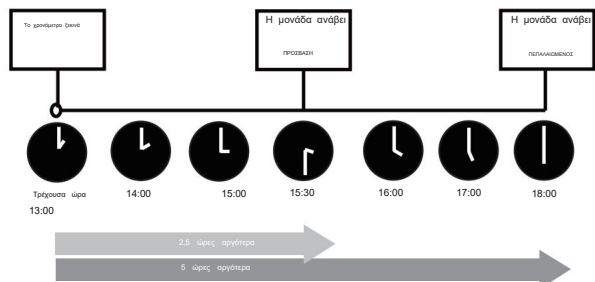 Το χρονόμετρο ξεκινά
Η μονάδα ανάβει
ΠΡΟΣΒΑΣΗ
Η μονάδα ανάβει
ΠΕΠΑΛΑΙΩΜΕΝΟΣ
Τρέχουσα ώρα
13:00
14:00
15:00
15:30
16:00
17:00
18:00
2,5 ώρες αργότερα
5 ώρες αργότερα